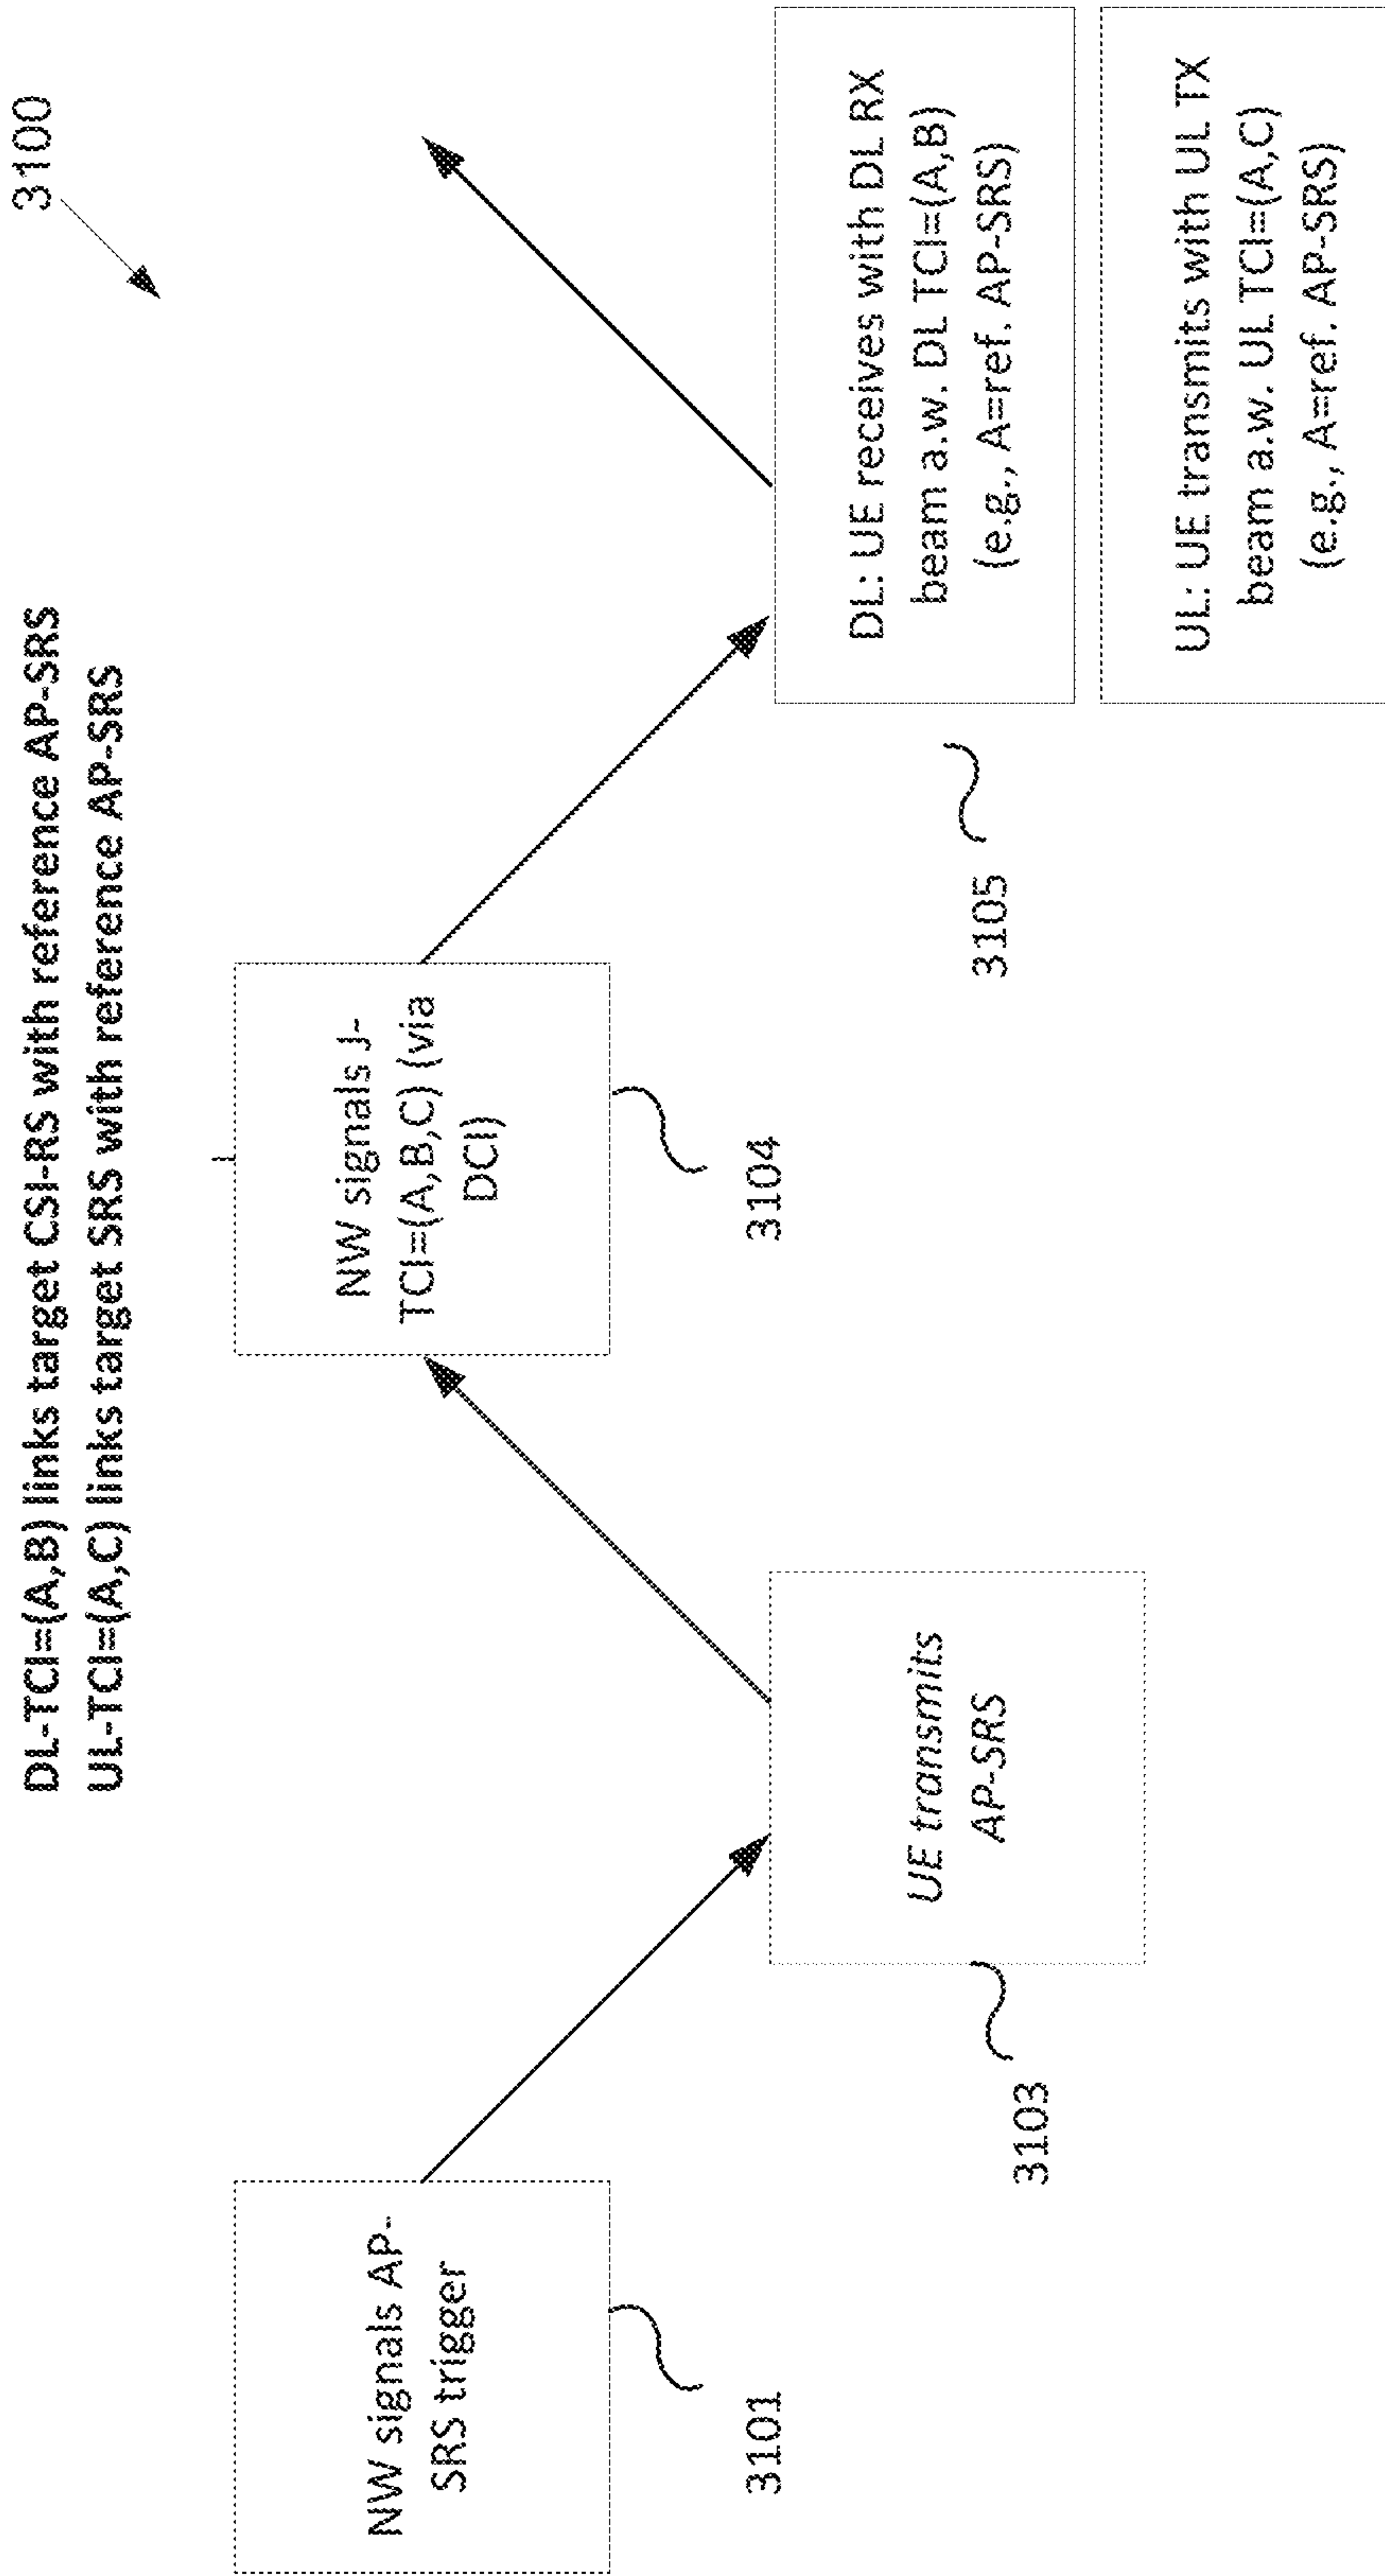 3100
DL-TCI=(A,B) links target CSI-RS with reference AP-SRS
UL-TCI=(A,C) links target SRS with reference AP-SRS
NW signals AP-
SRS trigger
3101
UE transmits
AP-SRS
3103
NW signals J-
TCI=(A,B,C) (via
DCI)
3104
DL: UE receives with DL RX
beam a.w. DL TCI=(A,B)
(e.g., A=ref. AP-SRS)
3105
UL: UE transmits with UL TX
beam a.w. UL TCI=(A,C)
(e.g., A=ref. AP-SRS)